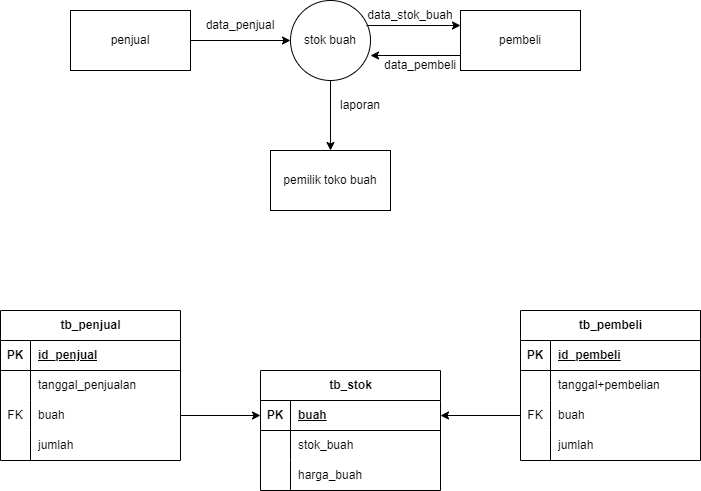 penjual
data_penjual
stok buah
data_stok_buah
data_pembeli
pembeli
laporan
pemilik toko buah
tb_penjual
PK id_penjual
tanggal_penjualan
FK buah
jumlah
tb_stok
PK buah
stok_buah
harga_buah
tb_pembeli
PK id_pembeli
tanggal+pembelian
FK buah
jumlah